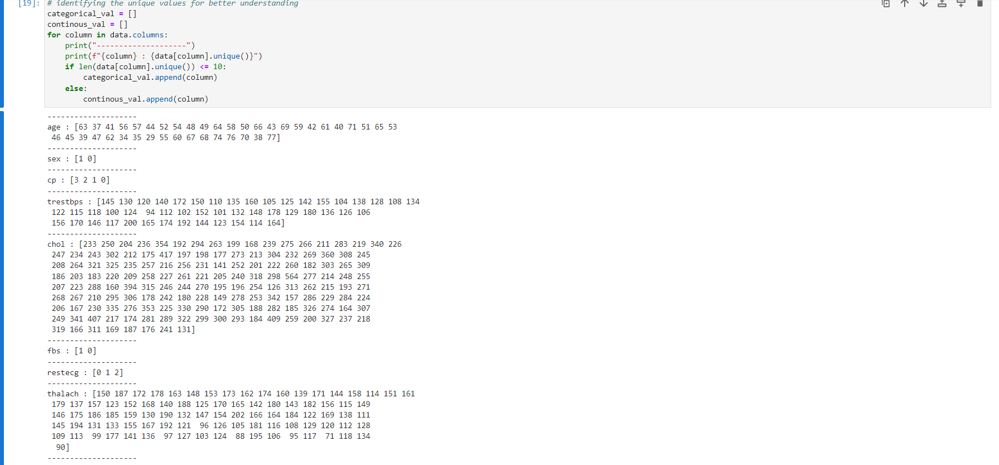 [19]: # identifying the unique values for better understanding
categorical_val = []
continous_val = []
for column in data.columns:
    print("--------------------")
    print(f"{column} : {data[column].unique()}")
    if len(data[column].unique()) <= 10:
        categorical_val.append(column)
    else:
        continous_val.append(column)
--------------------
age : [63 37 41 56 57 44 52 54 48 49 64 58 50 66 43 69 59 42 61 40 71 51 65 53
 46 45 39 47 62 34 35 29 55 60 67 68 74 76 70 38 77]
--------------------
sex : [1 0]
--------------------
cp : [3 2 1 0]
--------------------
trestbps : [145 130 120 140 172 150 110 135 160 105 125 142 155 104 138 128 108 134
 122 115 118 100 124  94 112 102 152 101 132 148 178 129 180 136 126 106
 156 170 146 117 200 165 174 192 144 123 154 114 164]
--------------------
chol : [233 250 204 236 354 192 294 263 199 168 239 275 266 211 283 219 340 226
 247 234 243 302 212 175 417 197 198 177 273 213 304 232 269 360 308 245
 208 264 321 325 235 257 216 256 231 141 252 201 222 260 182 303 265 309
 186 203 183 220 209 258 227 261 221 205 240 318 298 564 277 214 248 255
 207 223 288 160 394 315 246 244 270 195 196 254 126 313 262 215 193 271
 268 267 210 295 306 178 242 180 228 149 278 253 342 157 286 229 284 224
 206 167 230 335 276 353 225 330 290 172 305 188 282 185 326 274 164 307
 249 341 407 217 174 281 289 322 299 300 293 184 409 259 200 327 237 218
 319 166 311 169 187 176 241 131]
--------------------
fbs : [1 0]
--------------------
restecg : [0 1 2]
--------------------
thalach : [150 187 172 178 163 148 153 173 162 174 160 139 171 144 158 114 151 161
 179 137 157 123 152 168 140 188 125 170 165 142 180 143 182 156 115 149
 146 175 186 185 159 130 190 132 147 154 202 166 164 184 122 169 138 111
 145 194 131 133 155 167 192 121  96 126 105 181 116 108 129 120 112 128
 109 113  99 177 141 136  97 127 103 124  88 195 106  95 117  71 118 134
  90]
--------------------